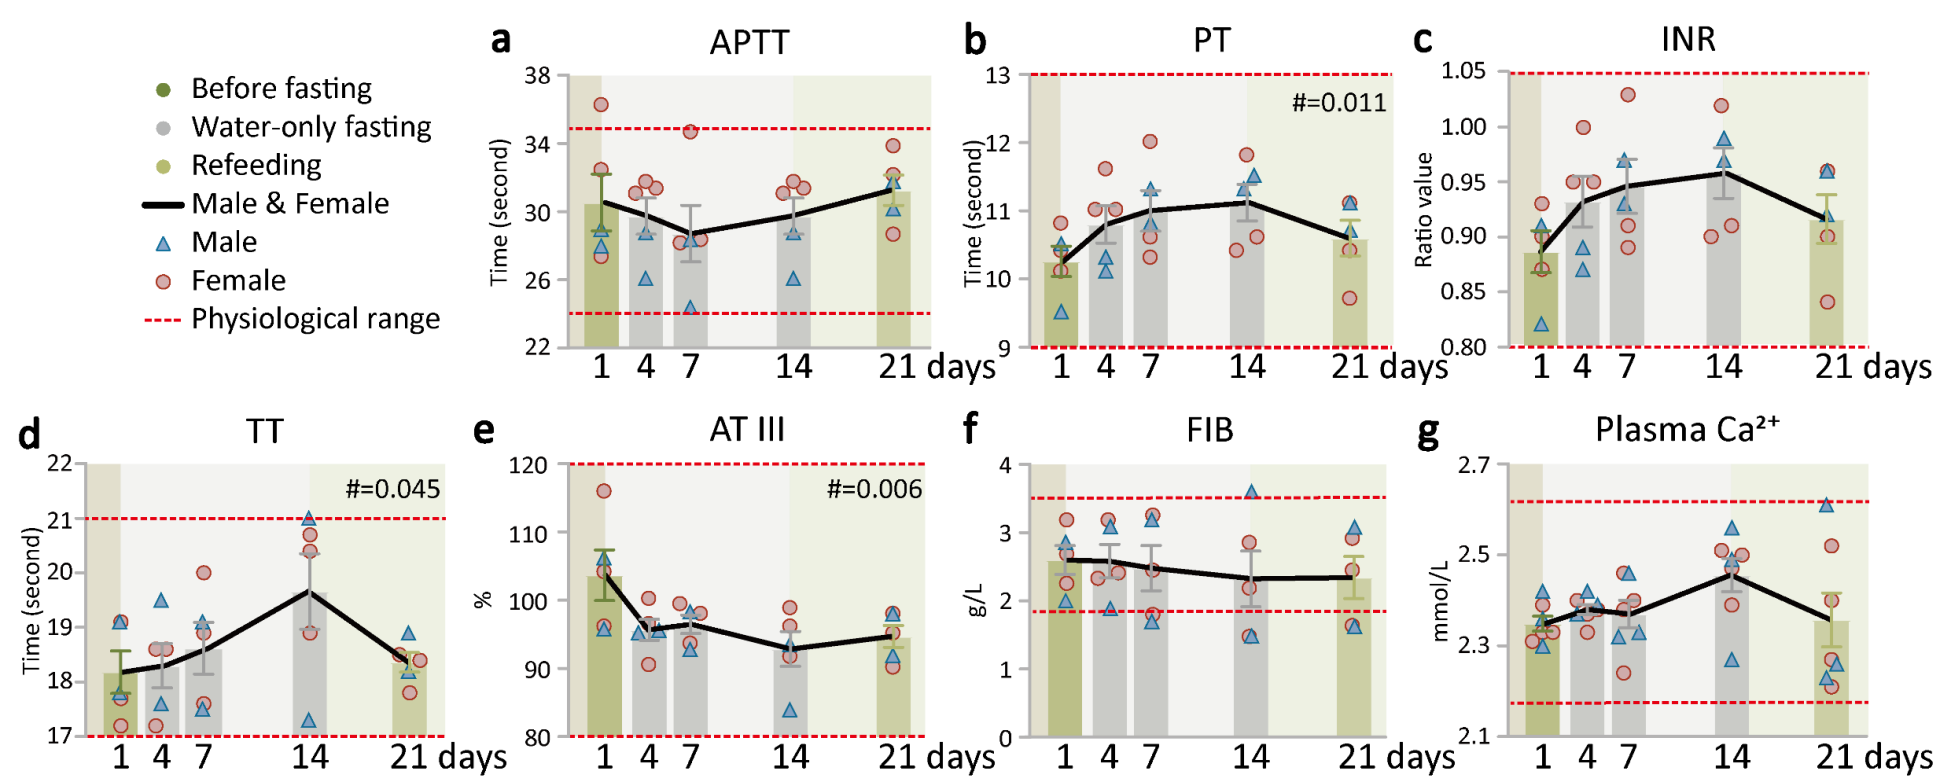 Before fasting
Water-only fasting
Refeeding
Male & Female
Male
Female
Physiological range
a
APTT
Time (second)
38
34
30
26
22
1 4 7 14 21 days
b
PT
#=0.011
Time (second)
13
12
11
10
9
1 4 7 14 21 days
c
INR
Ratio value
1.05
1.00
0.95
0.90
0.85
0.80
1 4 7 14 21 days
d
TT
#=0.045
Time (second)
22
21
20
19
18
17
1 4 7 14 21 days
e
AT III
#=0.006
%
120
110
100
90
80
1 4 7 14 21 days
f
FIB
g/L
4
3
2
1
0
1 4 7 14 21 days
g
Plasma Ca²⁺
mmol/L
2.7
2.5
2.3
2.1
1 4 7 14 21 days